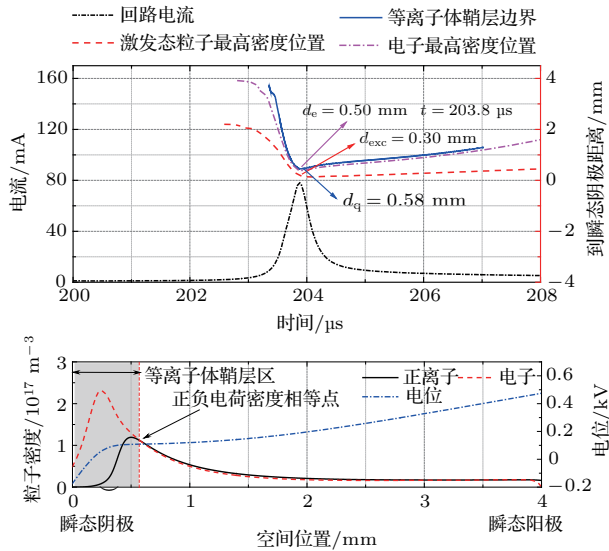 回路电流 等离子体鞘层边界
激发态粒子最高密度位置 电子最高密度位置
160 4
120 2
80 0
40 -2
0 -4
电流/mA
到瞬态阴极距离/mm
d_e = 0.50 mm t = 203.8 μs
d_exc = 0.30 mm
d_q = 0.58 mm
200 202 204 206 208
时间/μs
3 0.6
2 0.4
0.2
1 0
0 -0.2
粒子密度/10^17 m^-3
电位/kV
等离子体鞘层区
正负电荷密度相等点
正离子 电子
电位
0 1 2 3 4
瞬态阴极 空间位置/mm 瞬态阳极